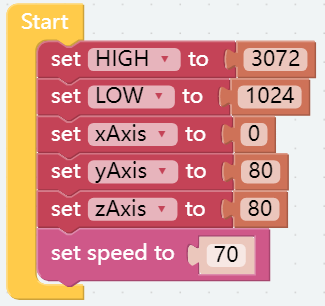 Start
set HIGH to 3072
set LOW to 1024
set xAxis to 0
set yAxis to 80
set zAxis to 80
set speed to 70